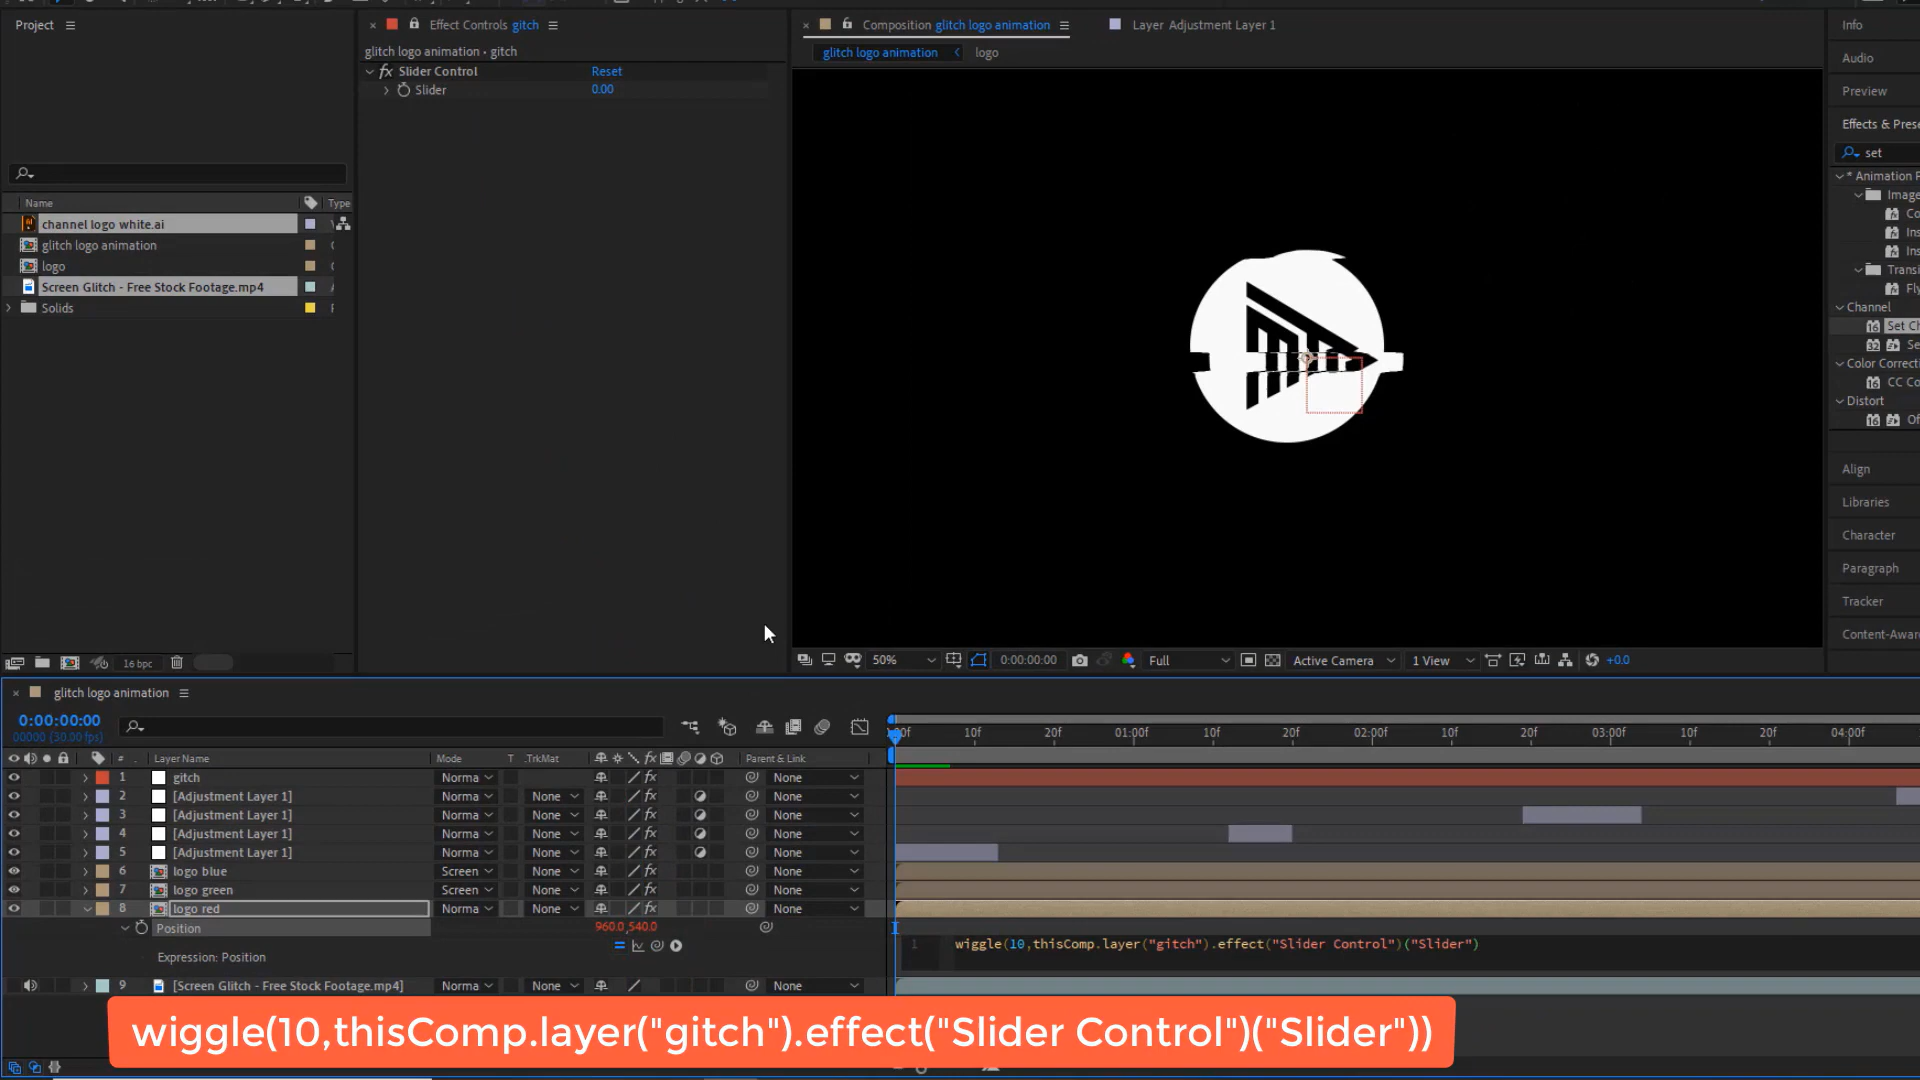 Project
Effect Controls gitch
Composition glitch logo animation
Layer Adjustment Layer 1
Info
glitch logo animation • gitch
glitch logo animation
logo
Audio
Slider Control
Reset
Slider
0.00
Preview
Effects & Prese
set
* Animation P
Image
Co
Ins
Ins
Transi
Fly
Channel
Set Ch
Se
Color Correcti
CC Co
Distort
Of
Name
Type
channel logo white.ai
glitch logo animation
logo
Screen Glitch - Free Stock Footage.mp4
Solids
Align
Libraries
Character
Paragraph
Tracker
Content-Awar
16 bpc
50%
0:00:00:00
Full
Active Camera
1 View
+0.0
glitch logo animation
0:00:00:00
00000 (30.00 fps)
:00f
10f
20f
01:00f
10f
20f
02:00f
10f
20f
03:00f
10f
20f
04:00f
#
Layer Name
Mode
T
.TrkMat
Parent & Link
1 gitch Norma None
2 [Adjustment Layer 1] Norma None None
3 [Adjustment Layer 1] Norma None None
4 [Adjustment Layer 1] Norma None None
5 [Adjustment Layer 1] Norma None None
6 logo blue Screen None None
7 logo green Screen None None
8 logo red Norma None None
Position
960.0,540.0
Expression: Position
1 wiggle(10,thisComp.layer("gitch").effect("Slider Control")("Slider")
9 [Screen Glitch - Free Stock Footage.mp4] Norma None None
wiggle(10,thisComp.layer("gitch").effect("Slider Control")("Slider"))